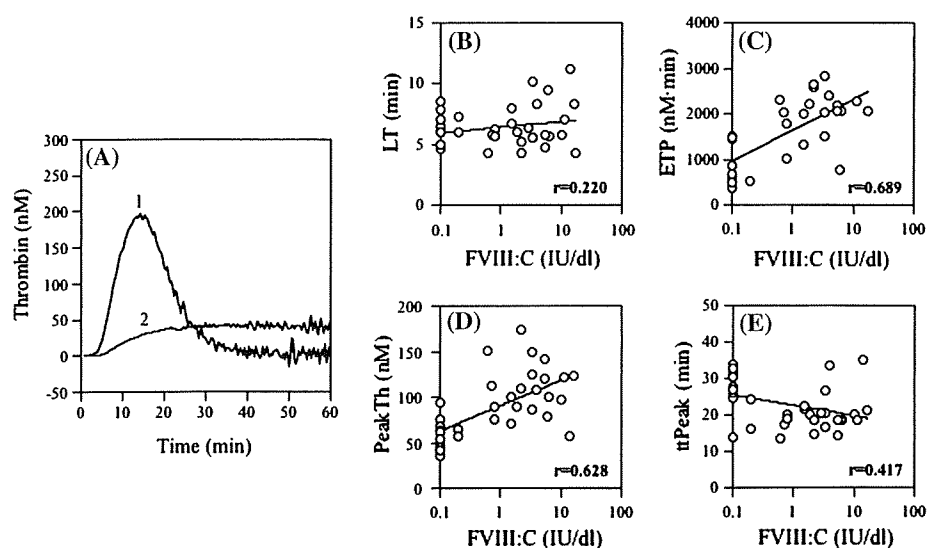 (A)
Thrombin (nM)
300
250
200
150
100
50
0
-50
1
2
0 10 20 30 40 50 60
Time (min)
(B)
LT (min)
15
10
5
0
r=0.220
0.1 1 10 100
FVIII:C (IU/dl)
(C)
ETP (nM·min)
4000
3000
2000
1000
0
r=0.689
0.1 1 10 100
FVIII:C (IU/dl)
(D)
PeakTh (nM)
200
150
100
50
0
r=0.628
0.1 1 10 100
FVIII:C (IU/dl)
(E)
ttPeak (min)
50
40
30
20
10
0
r=0.417
0.1 1 10 100
FVIII:C (IU/dl)